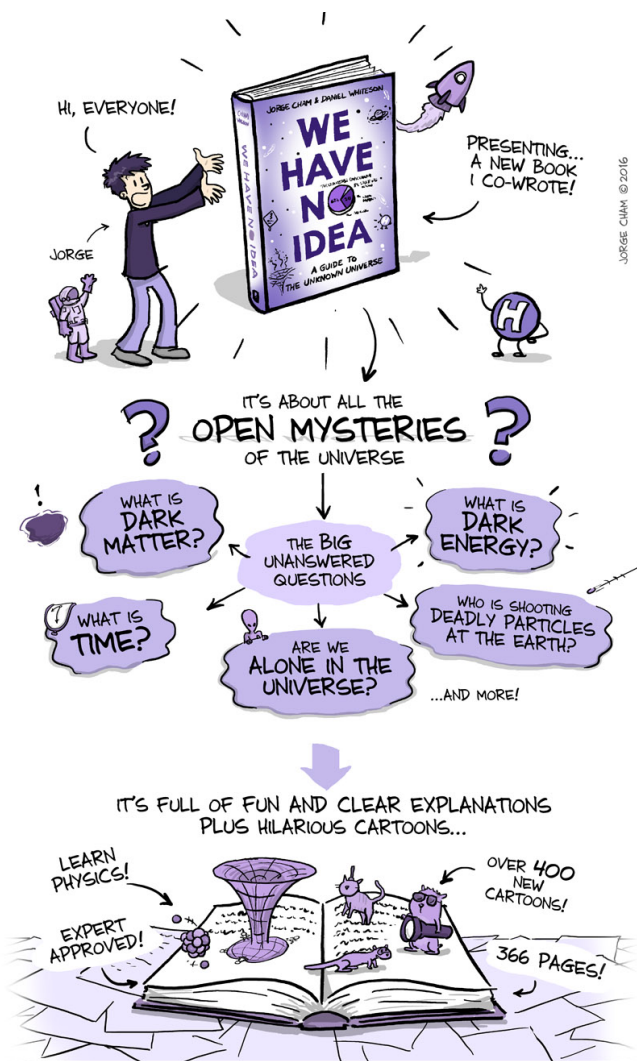 HI, EVERYONE!
JORGE
JORGE CHAM & DANIEL WHITESON
WE
HAVE
NO
IDEA
A GUIDE TO
THE UNKNOWN UNIVERSE
WE HAVE NO IDEA
PRESENTING...
A NEW BOOK
I CO-WROTE!
JORGE CHAM © 2016
H
IT'S ABOUT ALL THE
? OPEN MYSTERIES ?
OF THE UNIVERSE
!
WHAT IS
DARK
MATTER?
THE BIG
UNANSWERED
QUESTIONS
WHAT IS
DARK
ENERGY?
WHAT IS
TIME?
ARE WE
ALONE IN THE
UNIVERSE?
WHO IS SHOOTING
DEADLY PARTICLES
AT THE EARTH?
...AND MORE!
IT'S FULL OF FUN AND CLEAR EXPLANATIONS
PLUS HILARIOUS CARTOONS...
LEARN
PHYSICS!
EXPERT
APPROVED!
OVER 400
NEW
CARTOONS!
366 PAGES!